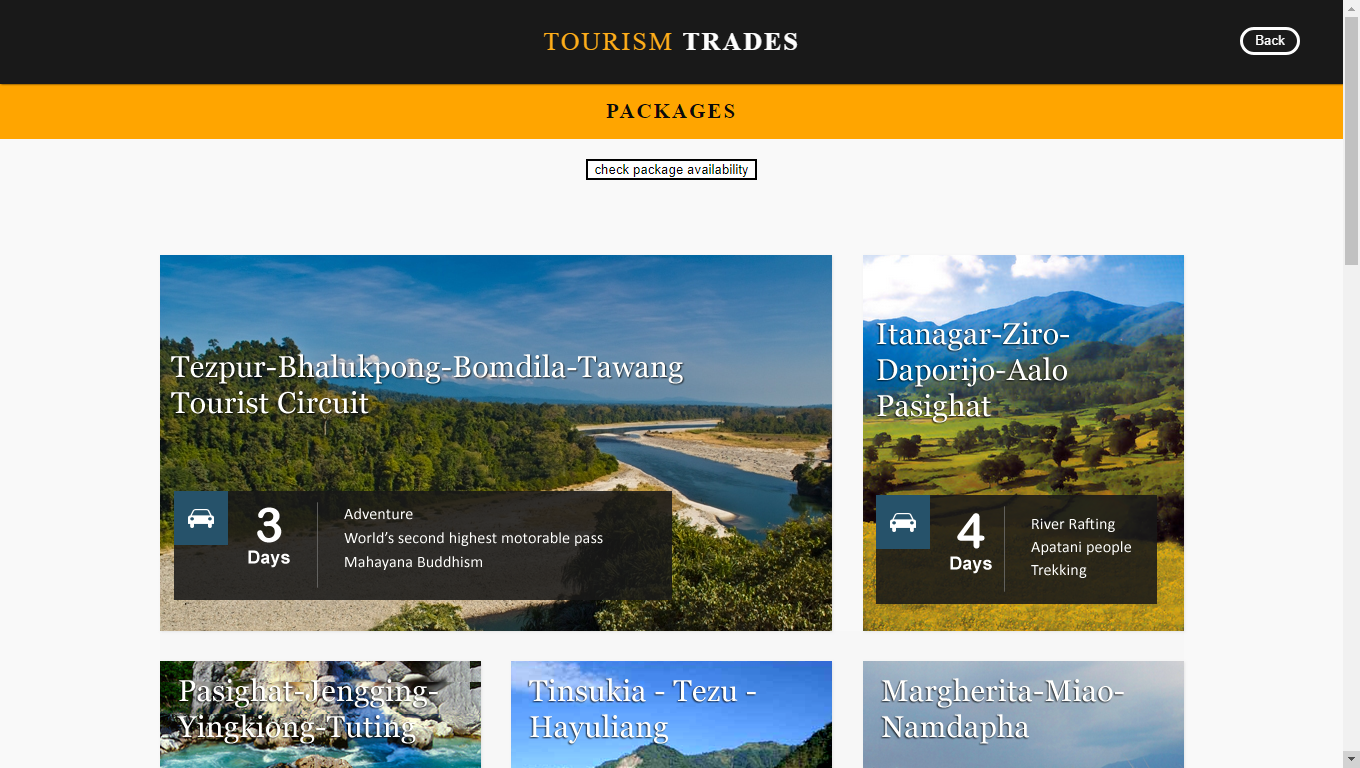 TOURISM TRADES
Back
PACKAGES
check package availability
Tezpur-Bhalukpong-Bomdila-Tawang
Tourist Circuit
3
Days
Adventure
World's second highest motorable pass
Mahayana Buddhism
Itanagar-Ziro-
Daporijo-Aalo
Pasighat
4
Days
River Rafting
Apatani people
Trekking
Pasighat-Jengging-
Yingkiong-Tuting
Tinsukia - Tezu -
Hayuliang
Margherita-Miao-
Namdapha